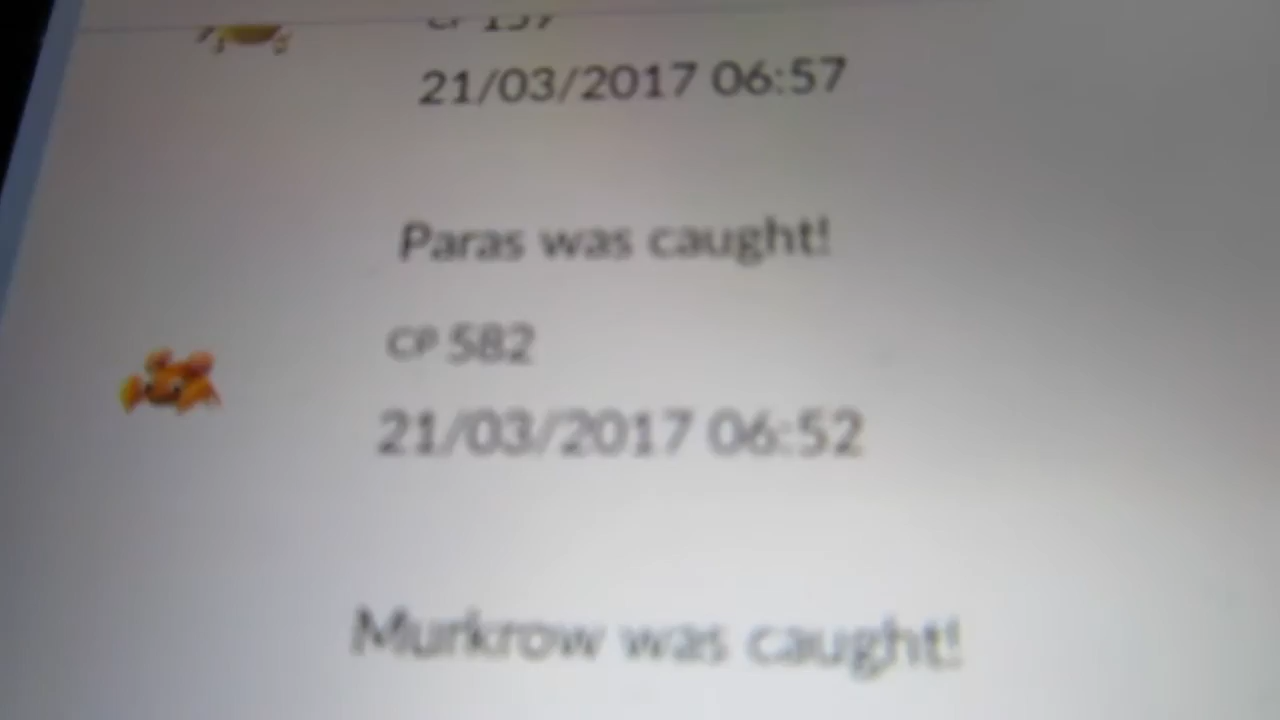 21/03/2017 06:57
Paras was caught!
CP 582
21/03/2017 06:52
Murkrow was caught!